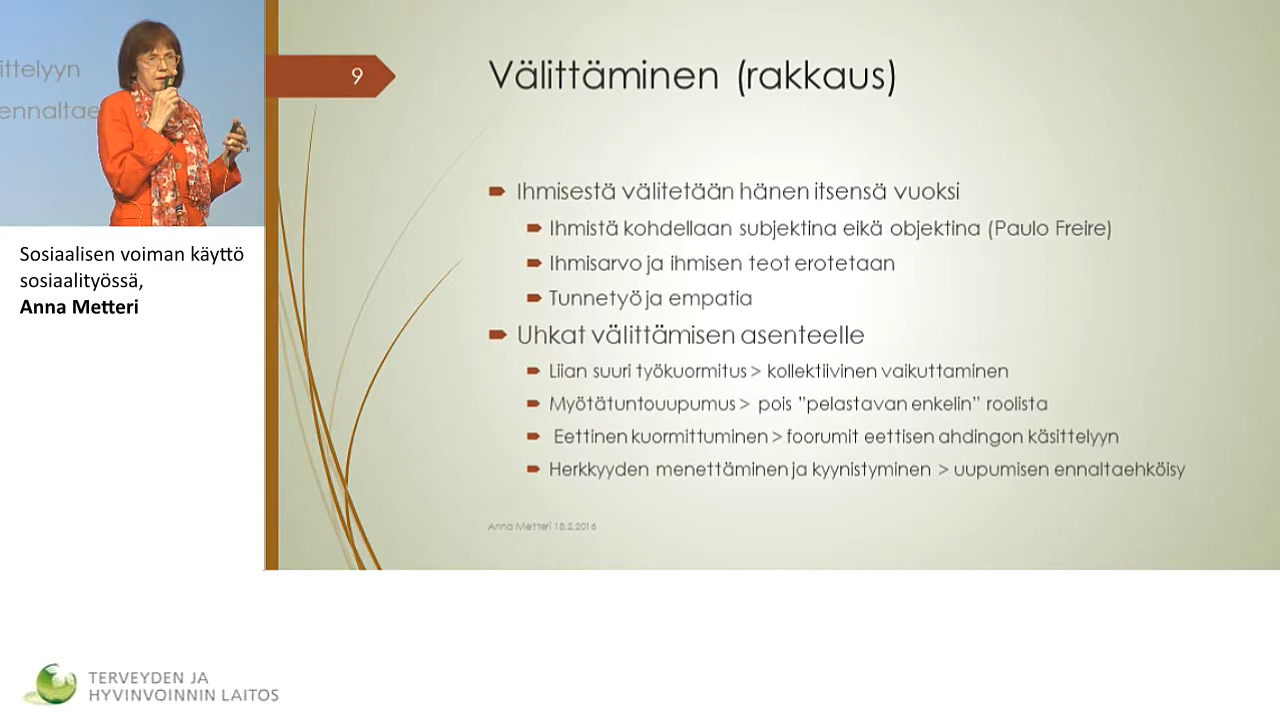 ittelyyn
ennaltae
Sosiaalisen voiman käyttö
sosiaalityössä,
Anna Metteri
9
Välittäminen (rakkaus)
Ihmisestä välitetään hänen itsensä vuoksi
Ihmistä kohdellaan subjektina eikä objektina (Paulo Freire)
Ihmisarvo ja ihmisen teot erotetaan
Tunnetyö ja empatia
Uhkat välittämisen asenteelle
Liian suuri työkuormitus > kollektiivinen vaikuttaminen
Myötätuntouupumus > pois ”pelastavan enkelin” roolista
Eettinen kuormittuminen > foorumit eettisen ahdingon käsittelyyn
Herkkyyden menettäminen ja kyynistyminen > uupumisen ennaltaehköisy
Anna Metteri 18.2.2016
TERVEYDEN JA
HYVINVOINNIN LAITOS